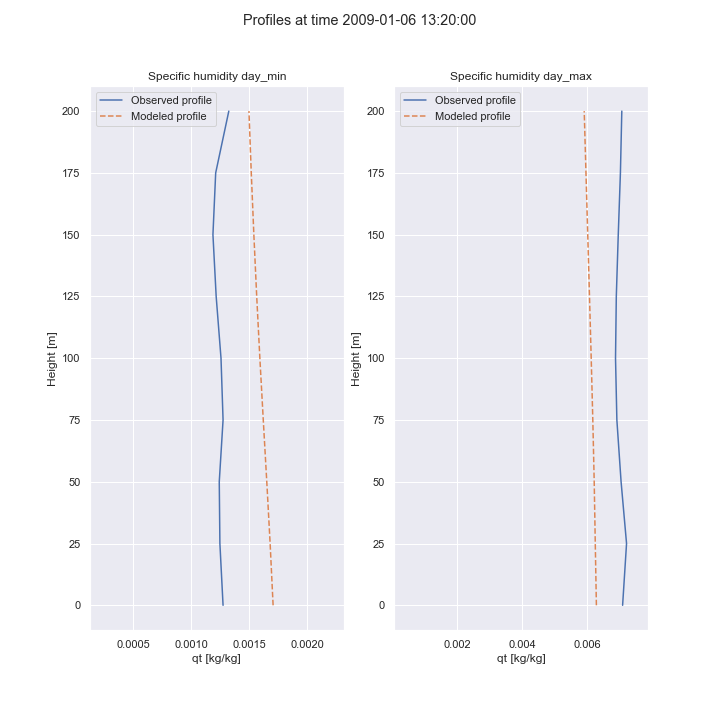 Profiles at time 2009-01-06 13:20:00
Specific humidity day_min
Observed profile
Modeled profile
200
175
150
125
100
75
50
25
0
Height [m]
0.0005
0.0010
0.0015
0.0020
qt [kg/kg]
Specific humidity day_max
Observed profile
Modeled profile
200
175
150
125
100
75
50
25
0
Height [m]
0.002
0.004
0.006
qt [kg/kg]